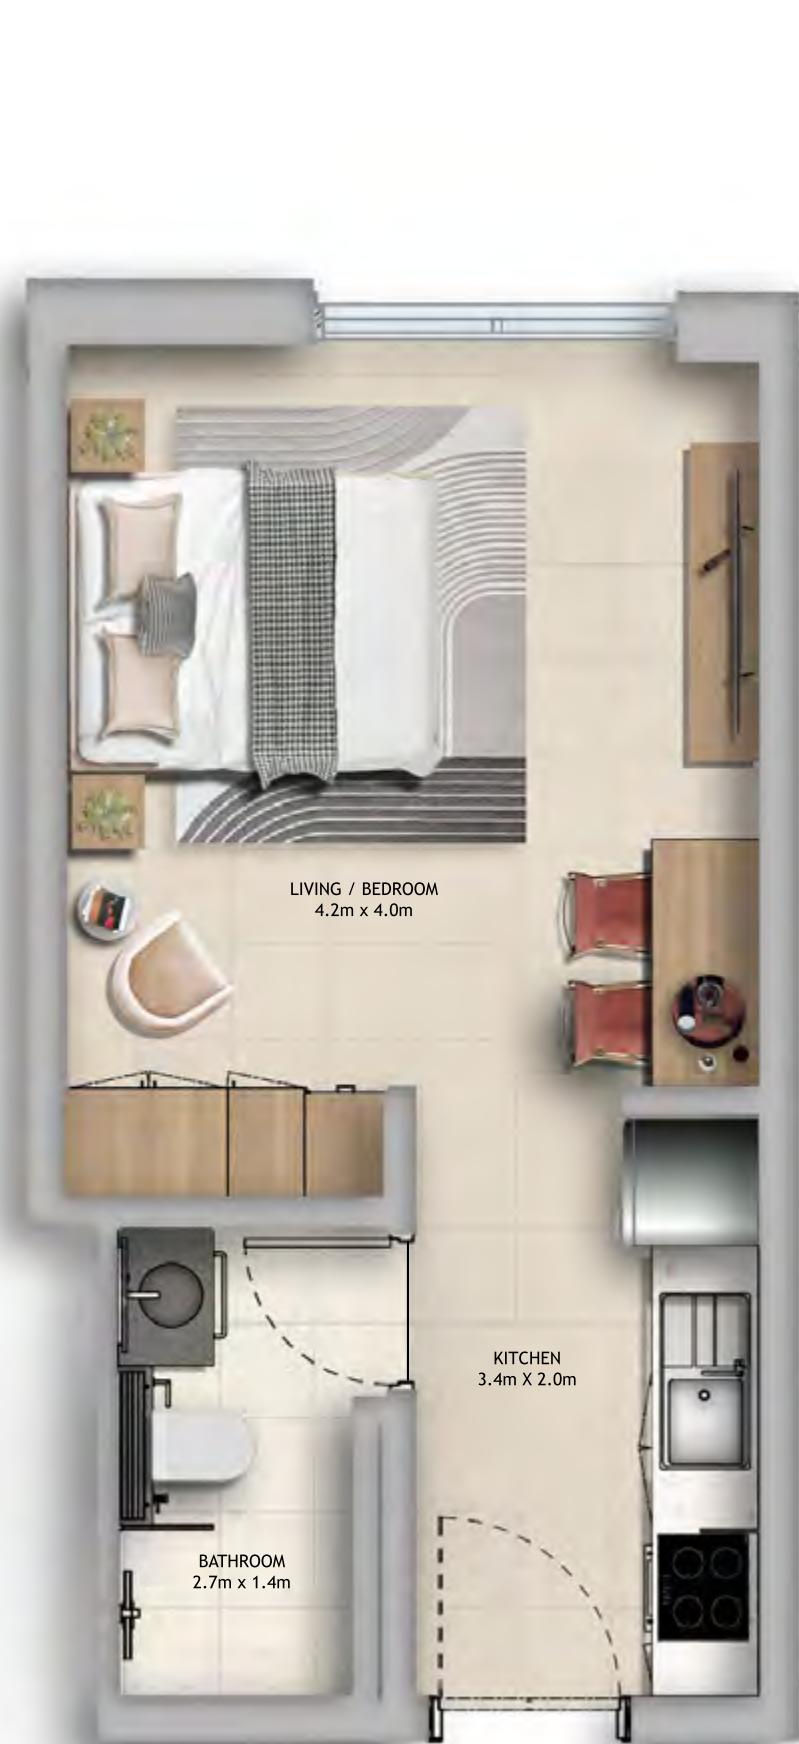 LIVING / BEDROOM
4.2m x 4.0m
KITCHEN
3.4m X 2.0m
BATHROOM
2.7m x 1.4m